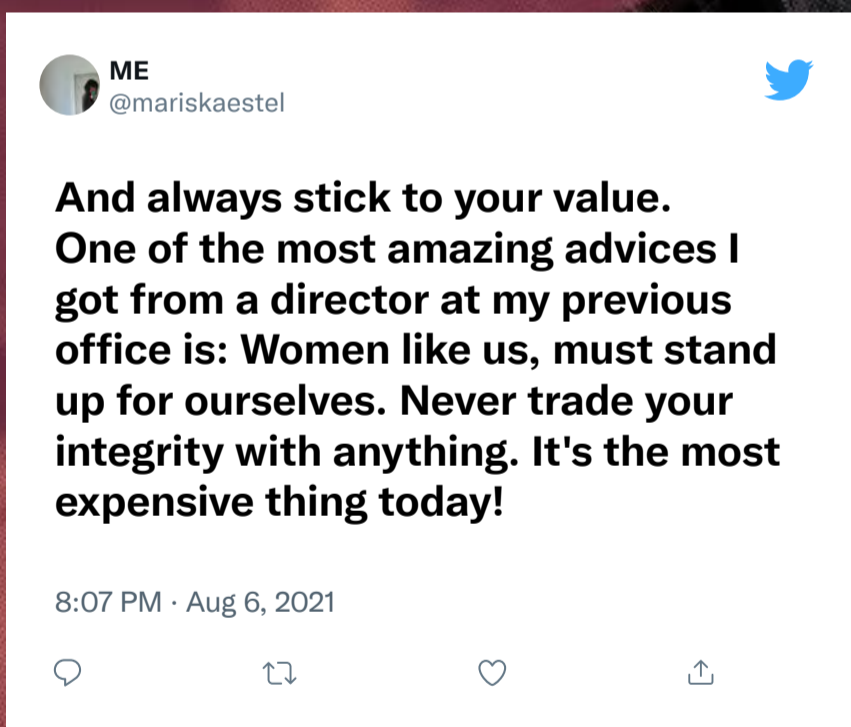 ME
@mariskaestel
And always stick to your value.
One of the most amazing advices I
got from a director at my previous
office is: Women like us, must stand
up for ourselves. Never trade your
integrity with anything. It's the most
expensive thing today!
8:07 PM · Aug 6, 2021